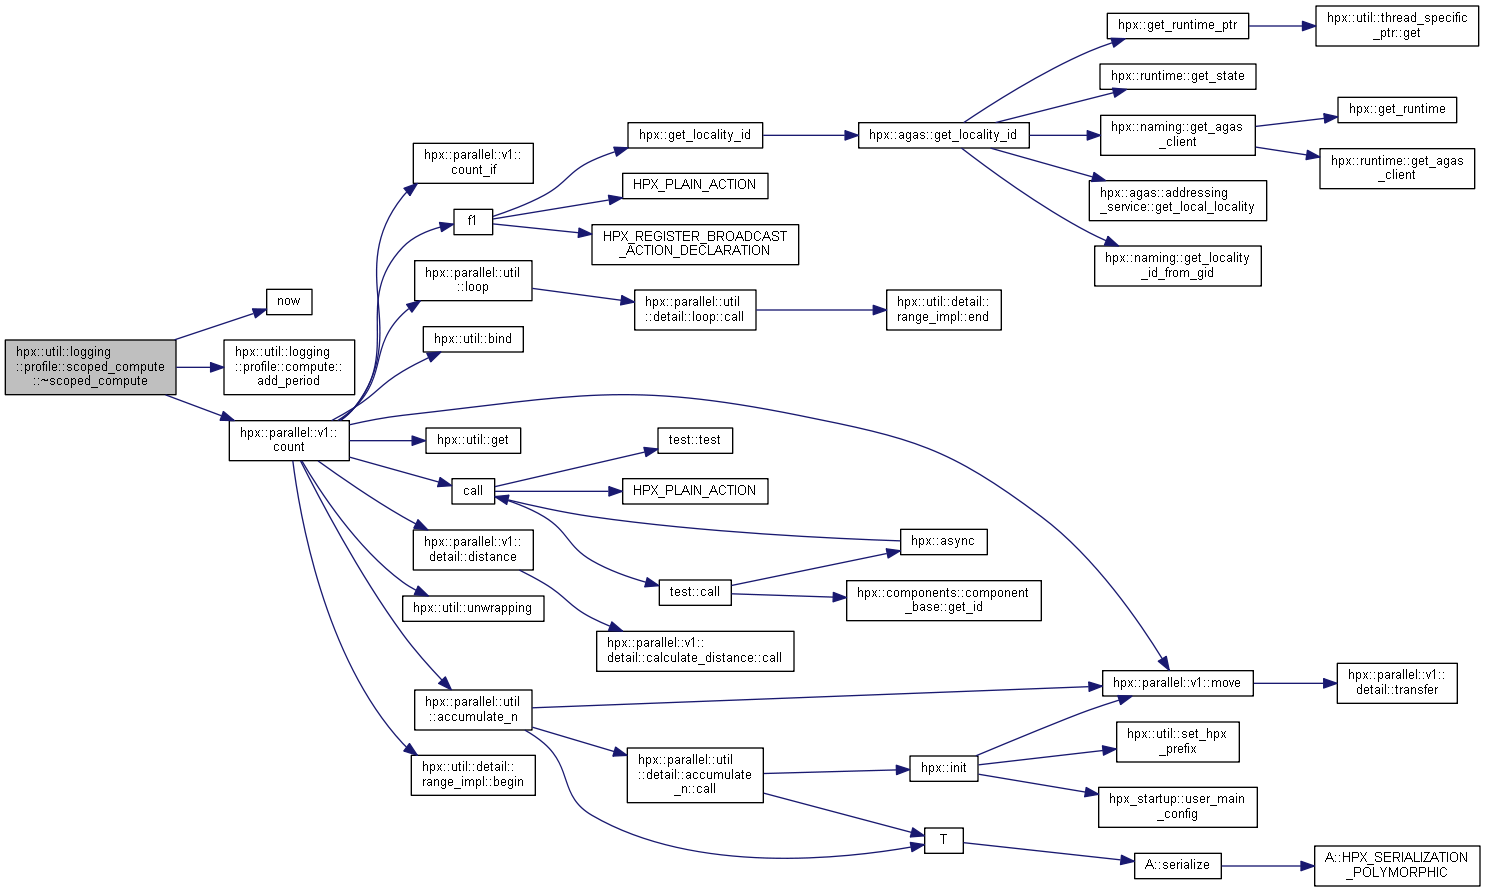 hpx::util::logging
::profile::scoped_compute
::~scoped_compute
now
hpx::util::logging
::profile::compute::
add_period
hpx::parallel::v1::
count
hpx::parallel::v1::
count_if
f1
hpx::parallel::util
::loop
hpx::util::bind
hpx::util::get
call
hpx::parallel::v1::
detail::distance
hpx::util::unwrapping
hpx::parallel::util
::accumulate_n
hpx::util::detail::
range_impl::begin
hpx::get_locality_id
HPX_PLAIN_ACTION
HPX_REGISTER_BROADCAST
_ACTION_DECLARATION
hpx::parallel::util
::detail::loop::call
test::test
HPX_PLAIN_ACTION
test::call
hpx::parallel::v1::
detail::calculate_distance::call
hpx::parallel::util
::detail::accumulate
_n::call
hpx::agas::get_locality_id
hpx::util::detail::
range_impl::end
hpx::async
hpx::components::component
_base::get_id
hpx::init
T
hpx::get_runtime_ptr
hpx::runtime::get_state
hpx::naming::get_agas
_client
hpx::agas::addressing
_service::get_local_locality
hpx::naming::get_locality
_id_from_gid
hpx::parallel::v1::move
hpx::util::set_hpx
_prefix
hpx_startup::user_main
_config
A::serialize
hpx::util::thread_specific
_ptr::get
hpx::get_runtime
hpx::runtime::get_agas
_client
hpx::parallel::v1::
detail::transfer
A::HPX_SERIALIZATION
_POLYMORPHIC